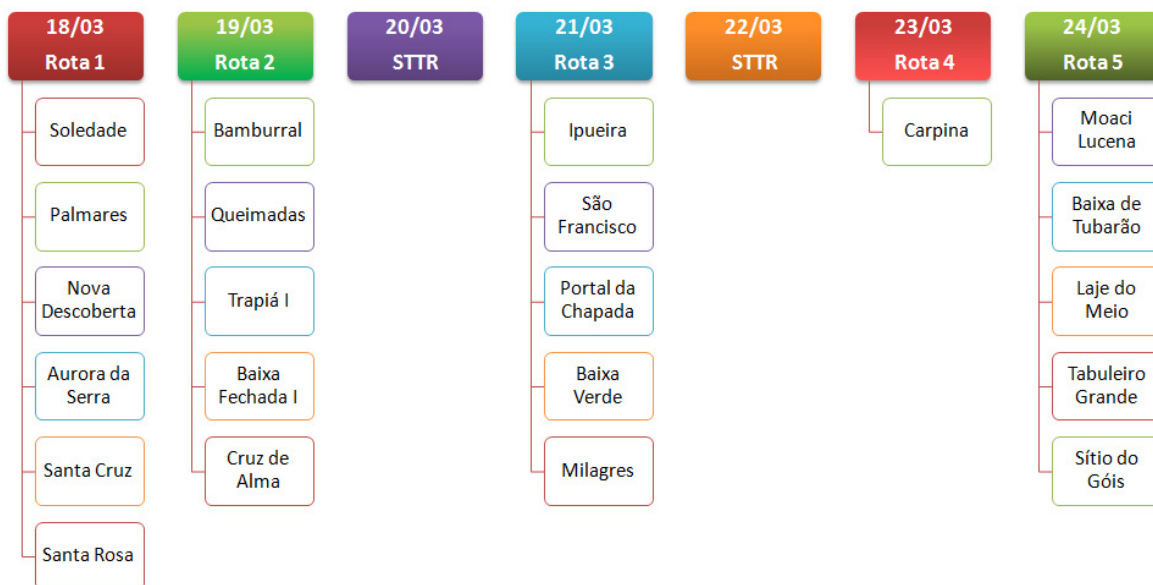 18/03
Rota 1
Soledade
Palmares
Nova
Descoberta
Aurora da
Serra
Santa Cruz
Santa Rosa
19/03
Rota 2
Bamburral
Queimadas
Trapiá I
Baixa
Fechada I
Cruz de
Alma
20/03
STTR
21/03
Rota 3
Ipueira
São
Francisco
Portal da
Chapada
Baixa
Verde
Milagres
22/03
STTR
23/03
Rota 4
Carpina
24/03
Rota 5
Moaci
Lucena
Baixa de
Tubarão
Laje do
Meio
Tabuleiro
Grande
Sítio do
Góis